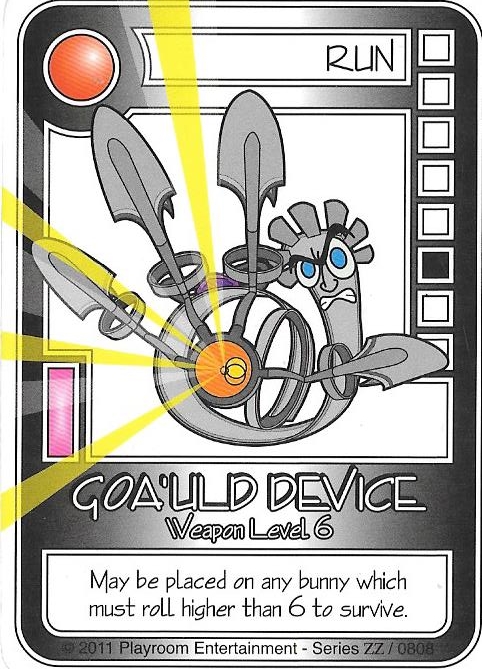 RUN
GOA'ULD DEVICE
Weapon Level 6
May be placed on any bunny which
must roll higher than 6 to survive.
© 2011 Playroom Entertainment - Series ZZ / 0808